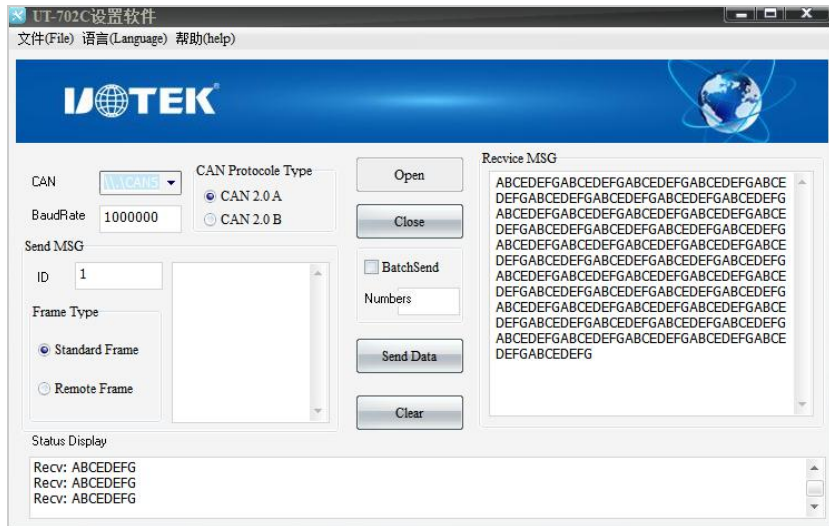 UT-702C设置软件
文件(File) 语言(Language) 帮助(help)
UOTEK
CAN
\\.\CAN5
CAN Protocole Type
CAN 2.0 A
CAN 2.0 B
BaudRate
1000000
Open
Close
Send MSG
ID
1
Frame Type
Standard Frame
Remote Frame
BatchSend
Numbers
Send Data
Clear
Recvice MSG
ABCEDEFGABCEDEFGABCEDEFGABCEDEFGABCE
DEFGABCEDEFGABCEDEFGABCEDEFGABCEDEFG
ABCEDEFGABCEDEFGABCEDEFGABCEDEFGABCE
DEFGABCEDEFGABCEDEFGABCEDEFGABCEDEFG
ABCEDEFGABCEDEFGABCEDEFGABCEDEFGABCE
DEFGABCEDEFGABCEDEFGABCEDEFGABCEDEFG
ABCEDEFGABCEDEFGABCEDEFGABCEDEFGABCE
DEFGABCEDEFGABCEDEFGABCEDEFGABCEDEFG
ABCEDEFGABCEDEFGABCEDEFGABCEDEFGABCE
DEFGABCEDEFGABCEDEFGABCEDEFGABCEDEFG
ABCEDEFGABCEDEFGABCEDEFGABCEDEFGABCE
DEFGABCEDEFG
Status Display
Recv: ABCEDEFG
Recv: ABCEDEFG
Recv: ABCEDEFG